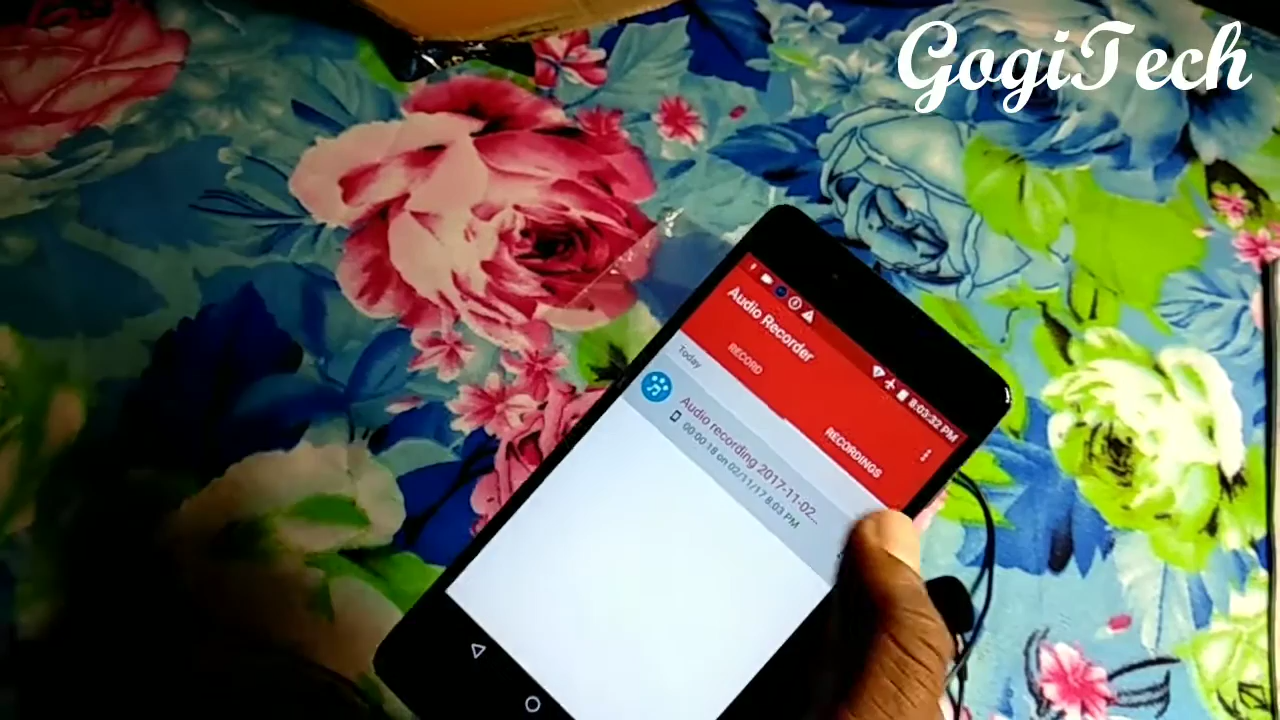 GogiTech
8:03:32 PM
Audio Recorder
RECORD
RECORDINGS
Today
Audio recording 2017-11-02...
00:00:18 on 02/11/17 8:03 PM